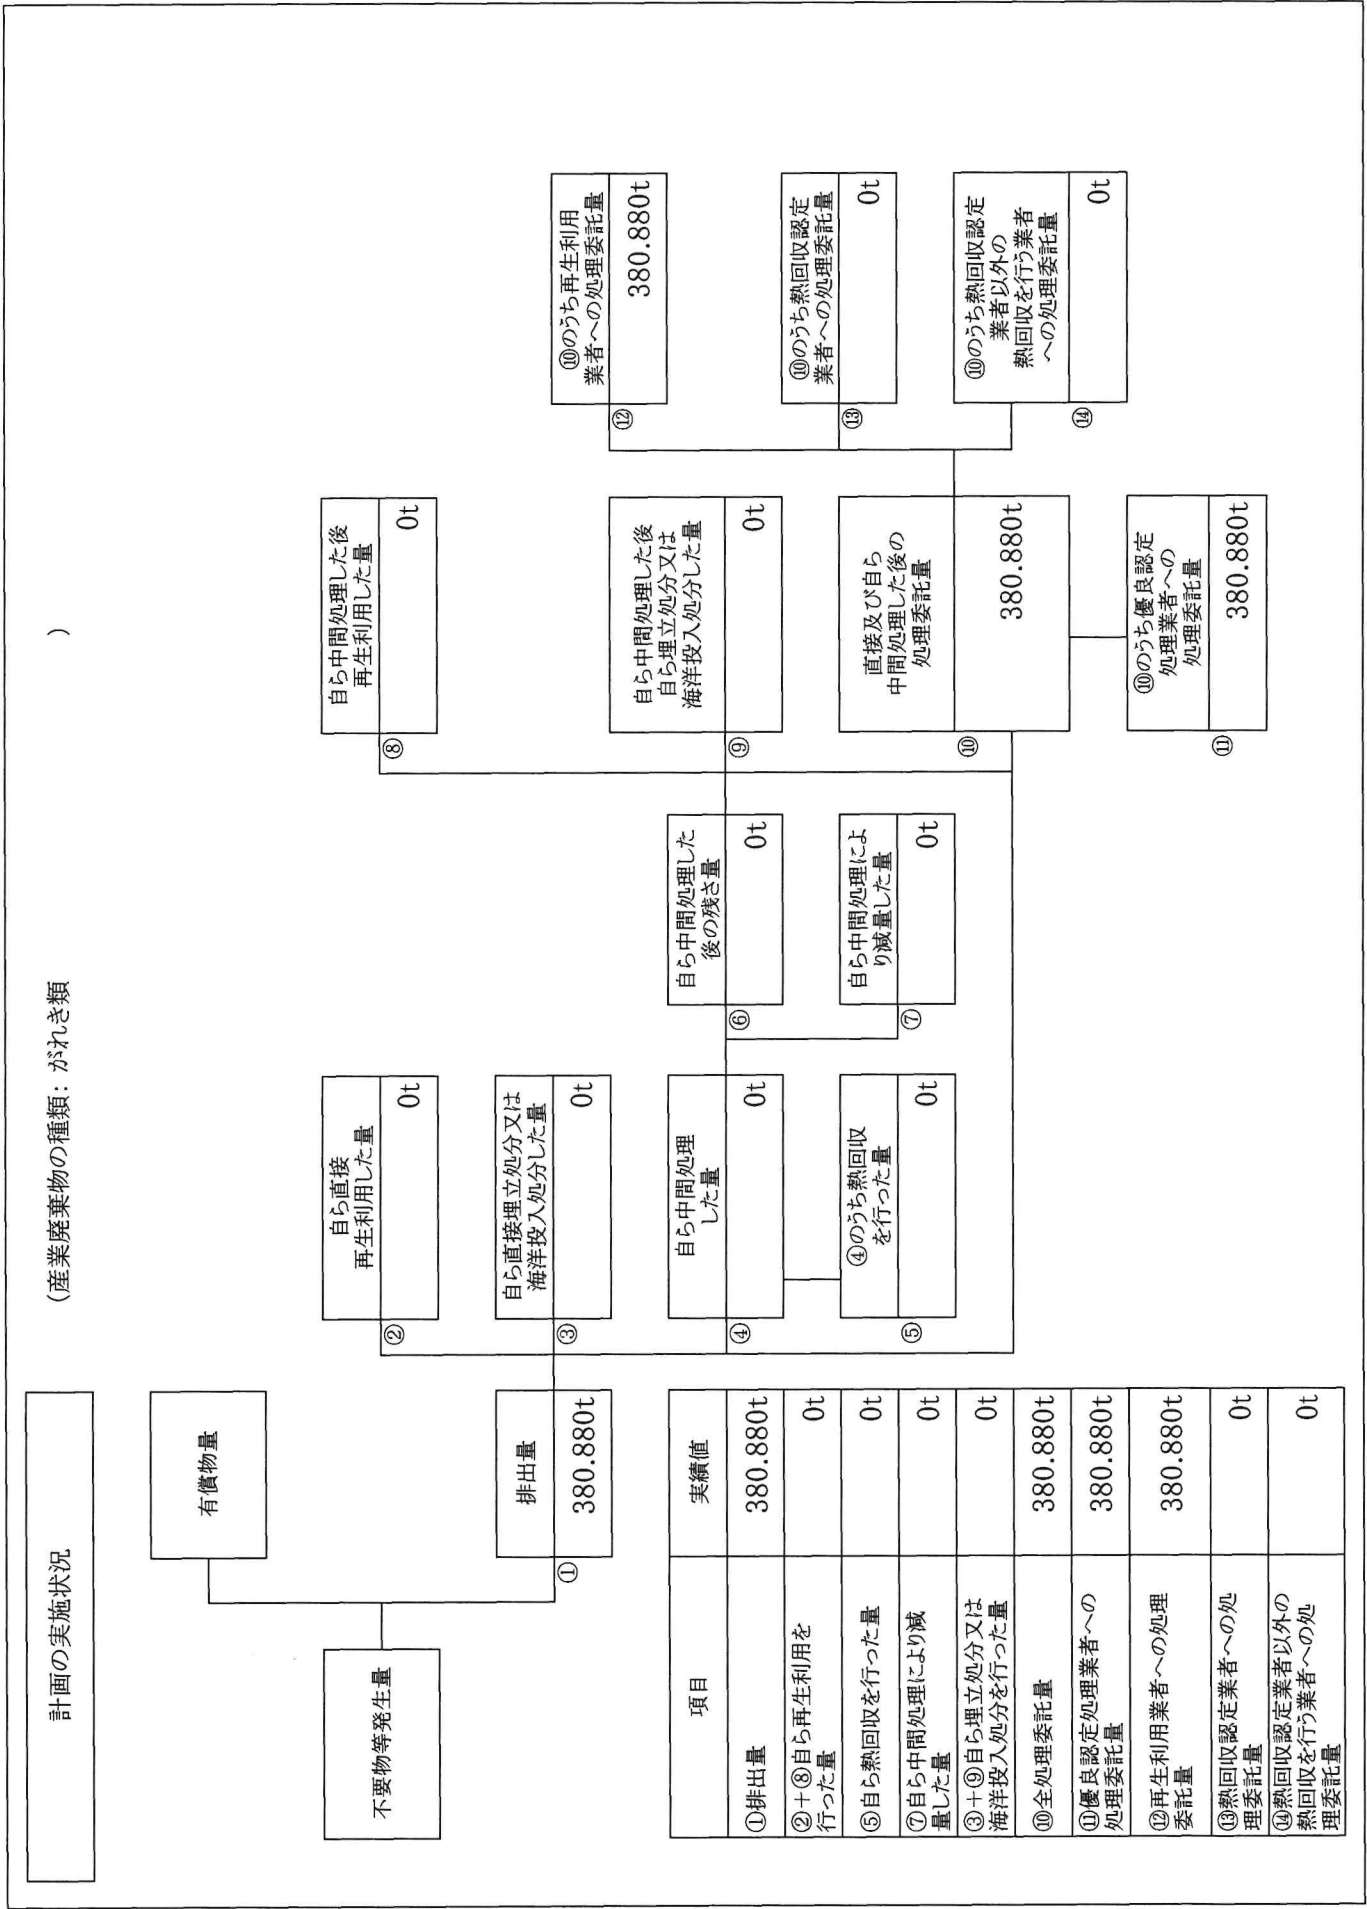 計画の実施状況
(産業廃棄物の種類：がれき類　　　　　)
不要物等発生量
有償物量
①
排出量
380.880t
②
自ら直接
再生利用した量
0t
③
自ら直接埋立処分又は
海洋投入処分した量
0t
④
自ら中間処理
した量
0t
⑤
④のうち熱回収
を行った量
0t
⑥
自ら中間処理した
後の残さ量
0t
⑦
自ら中間処理によ
り減量した量
0t
⑧
自ら中間処理した後
再生利用した量
0t
⑨
自ら中間処理した後
自ら埋立処分又は
海洋投入処分した量
0t
⑩
直接及び自ら
中間処理した後の
処理委託量
380.880t
⑪
⑩のうち優良認定
処理業者への
処理委託量
380.880t
⑫
⑩のうち再生利用
業者への処理委託量
380.880t
⑬
⑩のうち熱回収認定
業者への処理委託量
0t
⑭
⑩のうち熱回収認定
業者以外の
熱回収を行う業者
への処理委託量
0t
項目
実績値
①排出量
380.880t
②+⑧自ら再生利用を
行った量
0t
⑤自ら熱回収を行った量
0t
⑦自ら中間処理により減
量した量
0t
③+⑨自ら埋立処分又は
海洋投入処分を行った量
0t
⑩全処理委託量
380.880t
⑪優良認定処理業者への
処理委託量
380.880t
⑫再生利用業者への処理
委託量
380.880t
⑬熱回収認定業者への処
理委託量
0t
⑭熱回収認定業者以外の
熱回収を行う業者への処
理委託量
0t